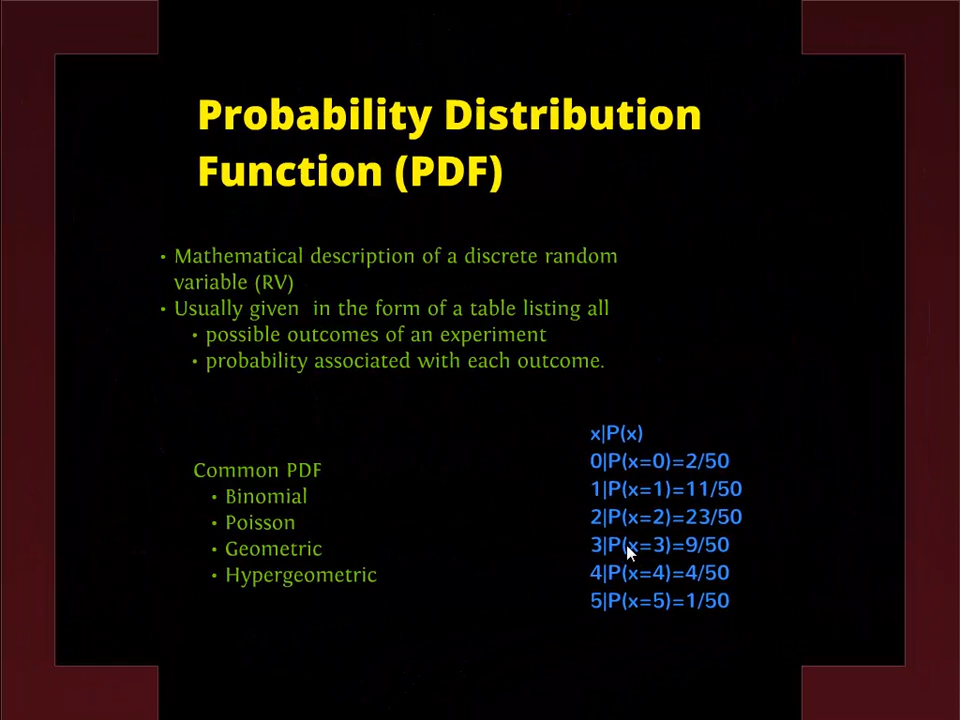 Probability Distribution
Function (PDF)
• Mathematical description of a discrete random
variable (RV)
• Usually given  in the form of a table listing all
• possible outcomes of an experiment
• probability associated with each outcome.
Common PDF
• Binomial
• Poisson
• Geometric
• Hypergeometric
x|P(x)
0|P(x=0)=2/50
1|P(x=1)=11/50
2|P(x=2)=23/50
3|P(x=3)=9/50
4|P(x=4)=4/50
5|P(x=5)=1/50